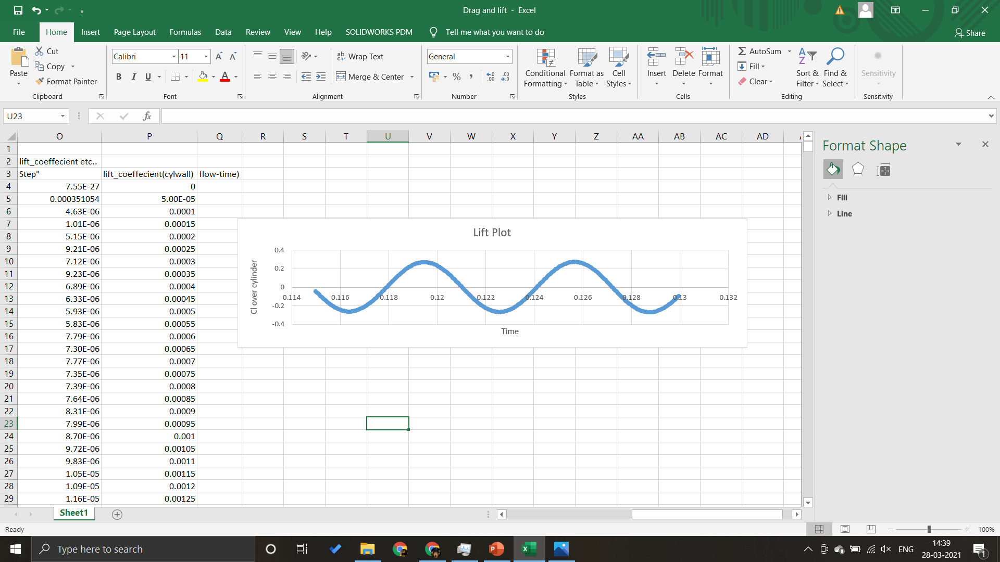 Drag and lift - Excel
File Home Insert Page Layout Formulas Data Review View Help SOLIDWORKS PDM Tell me what you want to do Share
Paste
Cut
Copy
Format Painter
Clipboard
Calibri 11
B I U A
Font
Wrap Text
Merge & Center
Alignment
General
%
Number
Conditional Formatting
Format as Table
Cell Styles
Styles
Insert Delete Format
Cells
AutoSum
Fill
Clear
Sort & Filter
Find & Select
Editing
Sensitivity
Sensitivity
U23
fx
O P Q R S T U V W X Y Z AA AB AC AD
1
2 lift_coeffecient etc..
3 Step" lift_coeffecient(cylwall) flow-time)
4 7.55E-27 0
5 0.000351054 5.00E-05
6 4.63E-06 0.0001
7 1.01E-06 0.00015
8 5.15E-06 0.0002
9 9.21E-06 0.00025
10 7.12E-06 0.0003
11 9.23E-06 0.00035
12 6.89E-06 0.0004
13 6.33E-06 0.00045
14 5.93E-06 0.0005
15 5.83E-06 0.00055
16 7.79E-06 0.0006
17 7.30E-06 0.00065
18 7.77E-06 0.0007
19 7.35E-06 0.00075
20 7.39E-06 0.0008
21 7.64E-06 0.00085
22 8.31E-06 0.0009
23 7.99E-06 0.00095
24 8.70E-06 0.001
25 9.72E-06 0.00105
26 9.83E-06 0.0011
27 1.05E-05 0.00115
28 1.09E-05 0.0012
29 1.16E-05 0.00125
Lift Plot
Cl over cylinder
0.4
0.2
0
-0.2
-0.4
0.114 0.116 0.118 0.12 0.122 0.124 0.126 0.128 0.13 0.132
Time
Format Shape
Fill
Line
Sheet1
Ready
100%
Type here to search
ENG
14:39
28-03-2021
1